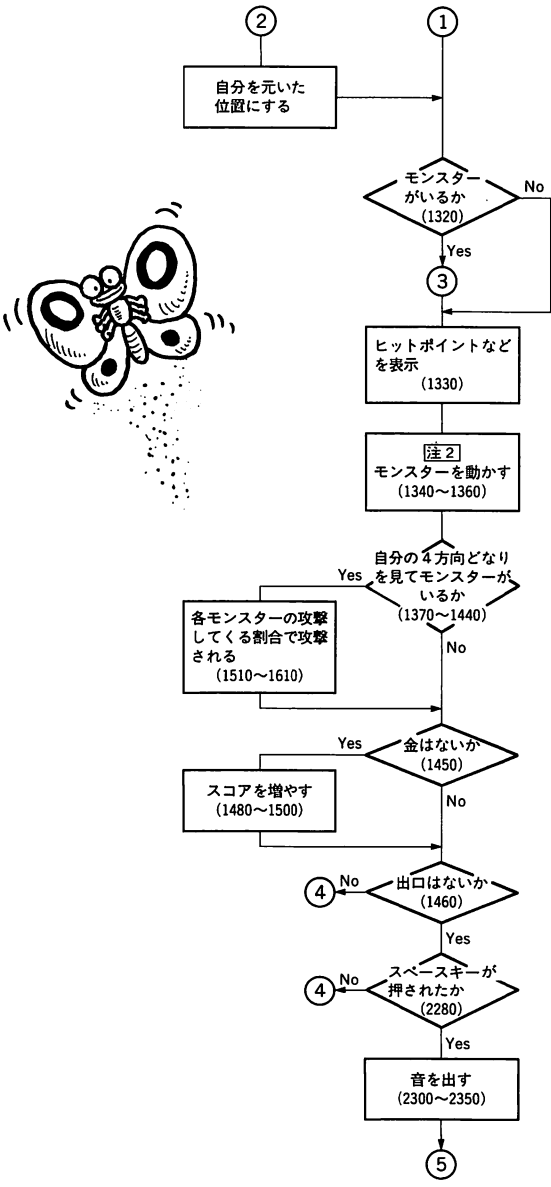 ②
①
自分を元いた
位置にする
モンスター
がいるか
(1320)
No
Yes
③
ヒットポイントなど
を表示
(1330)
注2
モンスターを動かす
(1340〜1360)
自分の4方向どなり
を見てモンスターが
いるか
(1370〜1440)
Yes
No
各モンスターの攻撃
してくる割合で攻撃
される
(1510〜1610)
金はないか
(1450)
Yes
No
スコアを増やす
(1480〜1500)
出口はないか
(1460)
No
④
Yes
スペースキーが
押されたか
(2280)
No
④
Yes
音を出す
(2300〜2350)
⑤